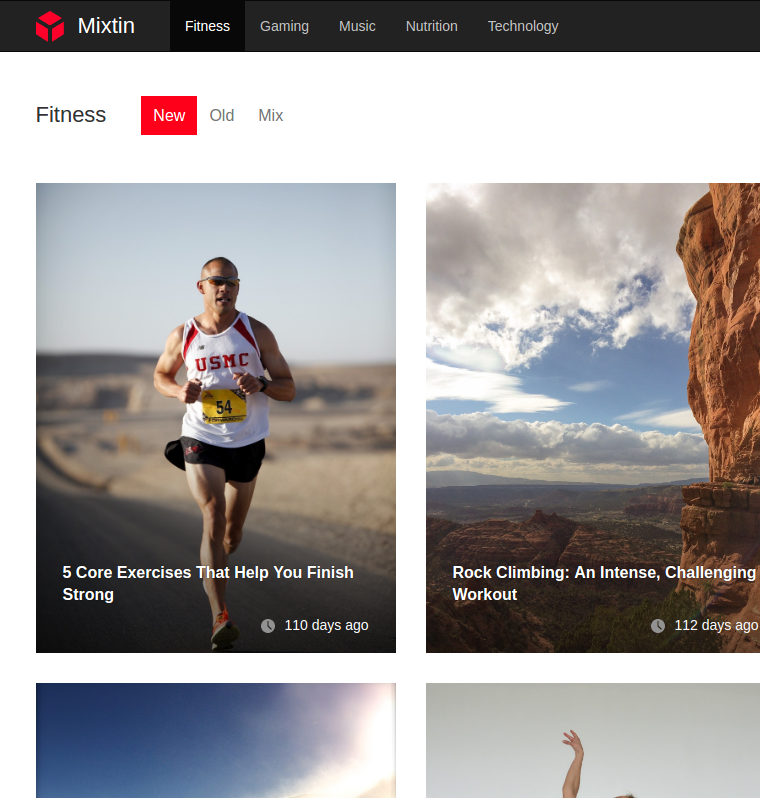 Mixtin
Fitness
Gaming
Music
Nutrition
Technology
Fitness
New
Old
Mix
USMC
54
5 Core Exercises That Help You Finish
Strong
110 days ago
Rock Climbing: An Intense, Challenging
Workout
112 days ago